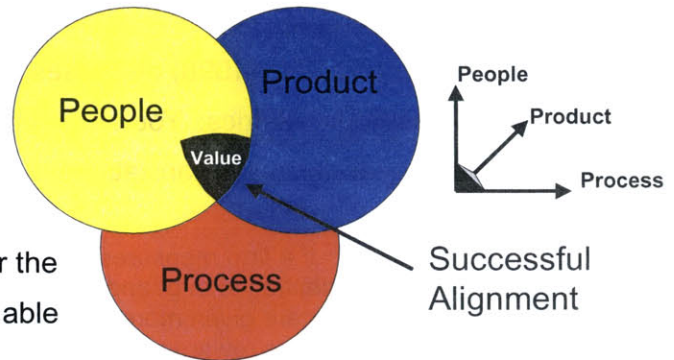 People
Product
Value
Process
People
Product
Process
Successful
Alignment
r the
able